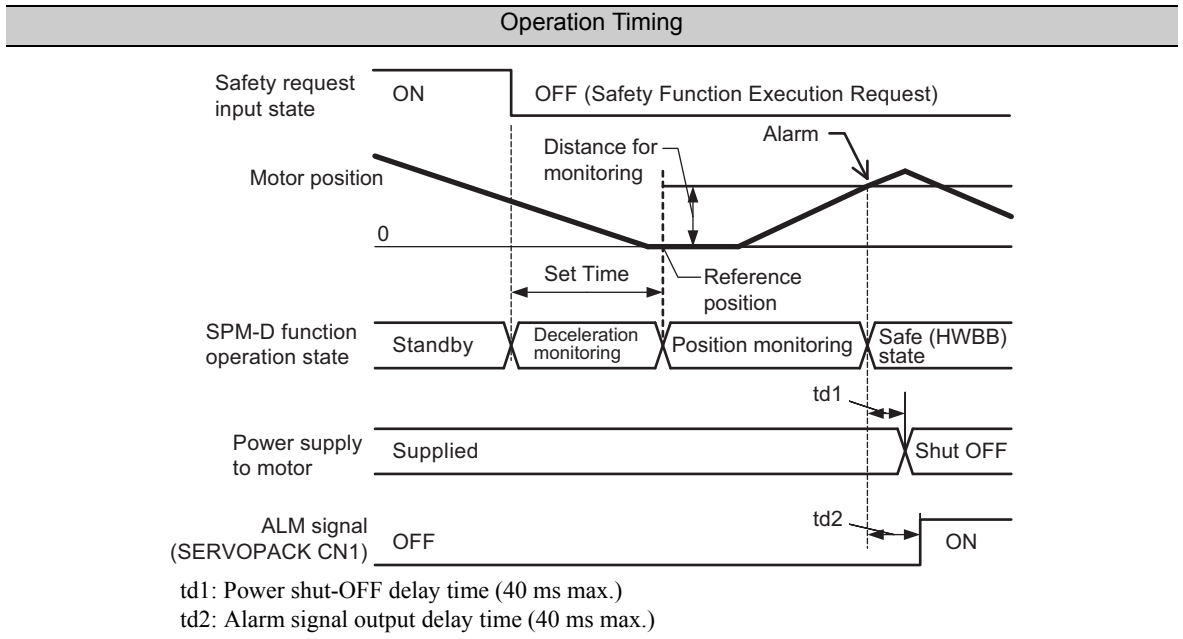 Operation Timing
Safety request
input state
ON
OFF (Safety Function Execution Request)
Alarm
Distance for
monitoring
Motor position
0
Set Time
Reference
position
SPM-D function
operation state
Standby
Deceleration
monitoring
Position monitoring
Safe (HWBB)
state
td1
Power supply
to motor
Supplied
Shut OFF
td2
ALM signal
(SERVOPACK CN1)
OFF
ON
td1: Power shut-OFF delay time (40 ms max.)
td2: Alarm signal output delay time (40 ms max.)